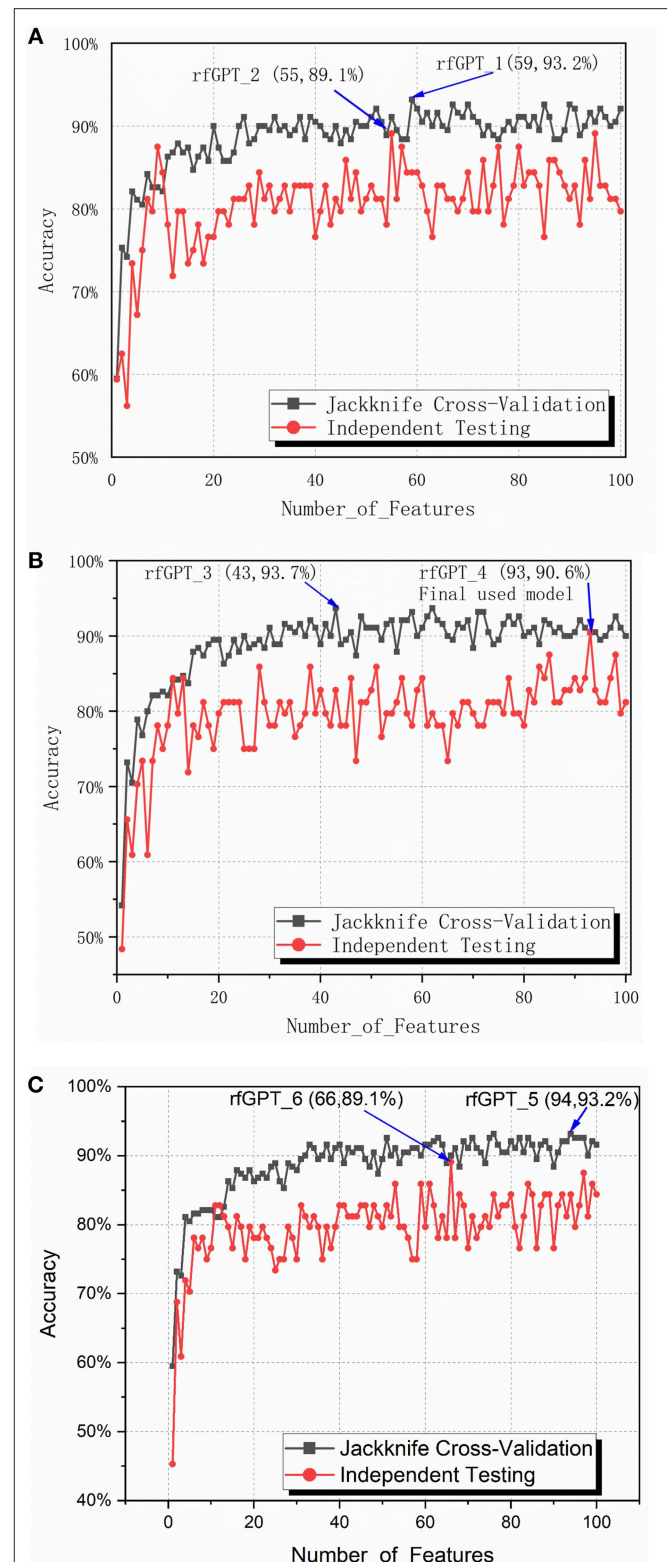 A
100%
90%
80%
70%
60%
50%
Accuracy
rfGPT_2 (55,89.1%)
rfGPT_1(59,93.2%)
Jackknife Cross-Validation
Independent Testing
0 20 40 60 80 100
Number_of_Features
B
100%
90%
80%
70%
60%
50%
Accuracy
rfGPT_3 (43,93.7%)
rfGPT_4 (93,90.6%)
Final used model
Jackknife Cross-Validation
Independent Testing
0 20 40 60 80 100
Number_of_Features
C
100%
90%
80%
70%
60%
50%
40%
Accuracy
rfGPT_6 (66,89.1%)
rfGPT_5 (94,93.2%)
Jackknife Cross-Validation
Independent Testing
0 20 40 60 80 100
Number_of_Features